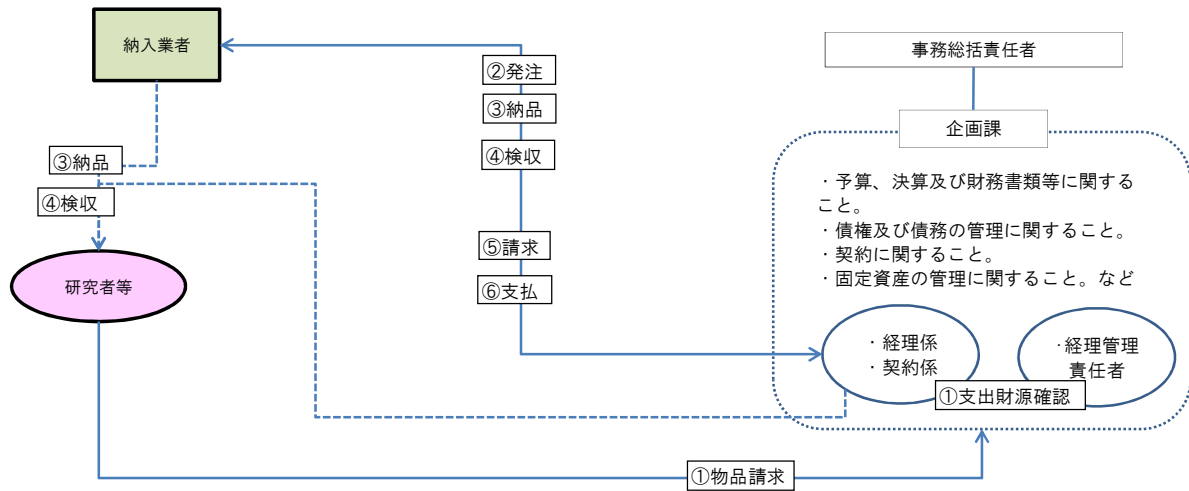 納入業者
②発注
③納品
④検収
⑤請求
⑥支払
事務総括責任者
企画課
・予算、決算及び財務書類等に関する
こと。
・債権及び債務の管理に関すること。
・契約に関すること。
・固定資産の管理に関すること。など
③納品
④検収
研究者等
・経理係
・契約係
・経理管理
責任者
①支出財源確認
①物品請求